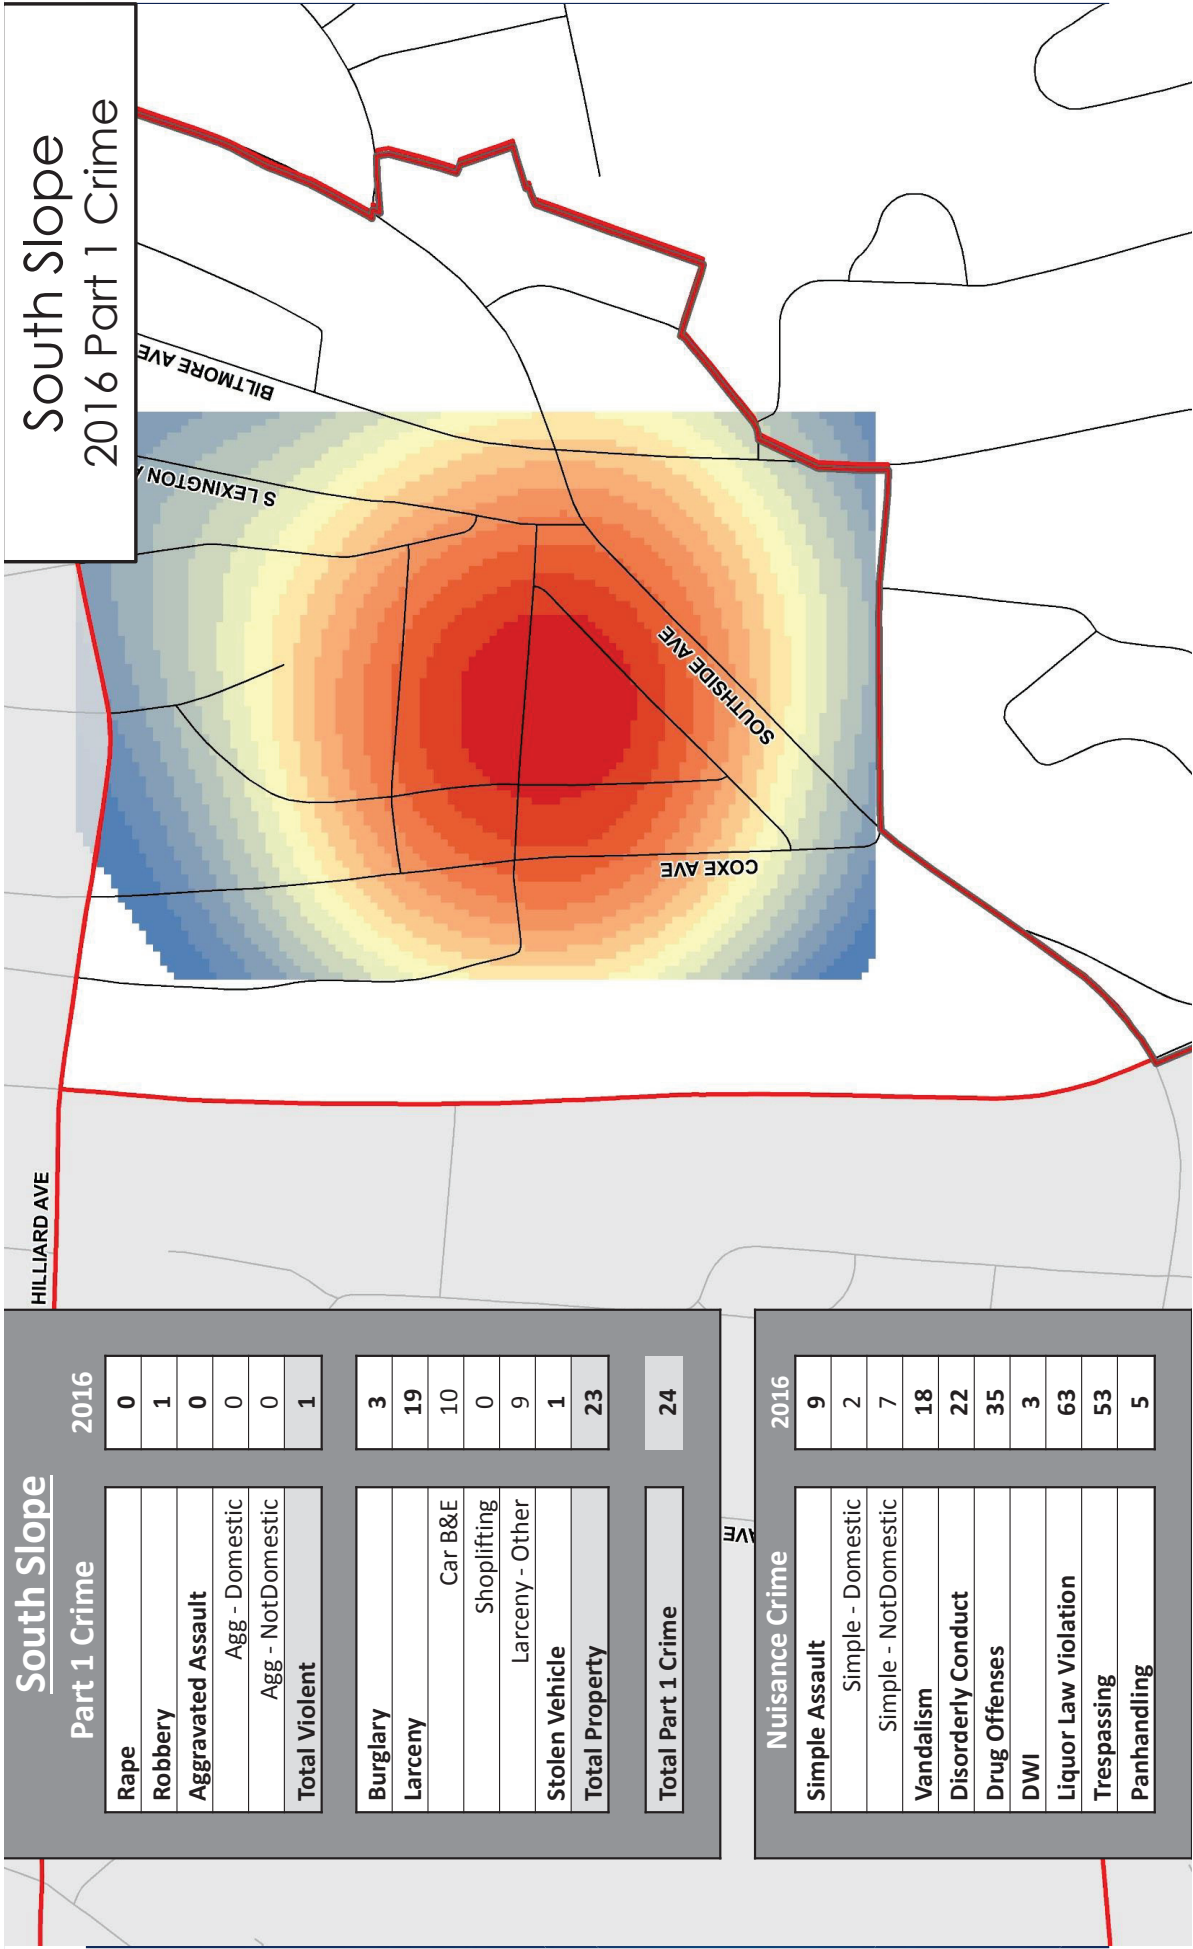 South Slope
2016 Part 1 Crime
South Slope
Part 1 Crime 2016
Rape 0
Robbery 1
Aggravated Assault 0
Agg - Domestic 0
Agg - NotDomestic 0
Total Violent 1
Burglary 3
Larceny 19
Car B&E 10
Shoplifting 0
Larceny - Other 9
Stolen Vehicle 1
Total Property 23
Total Part 1 Crime 24
Nuisance Crime 2016
Simple Assault 9
Simple - Domestic 2
Simple - NotDomestic 7
Vandalism 18
Disorderly Conduct 22
Drug Offenses 35
DWI 3
Liquor Law Violation 63
Trespassing 53
Panhandling 5
HILLIARD AVE
AVE
COXE AVE
SOUTHSIDE AVE
S LEXINGTON
BILTMORE AVE